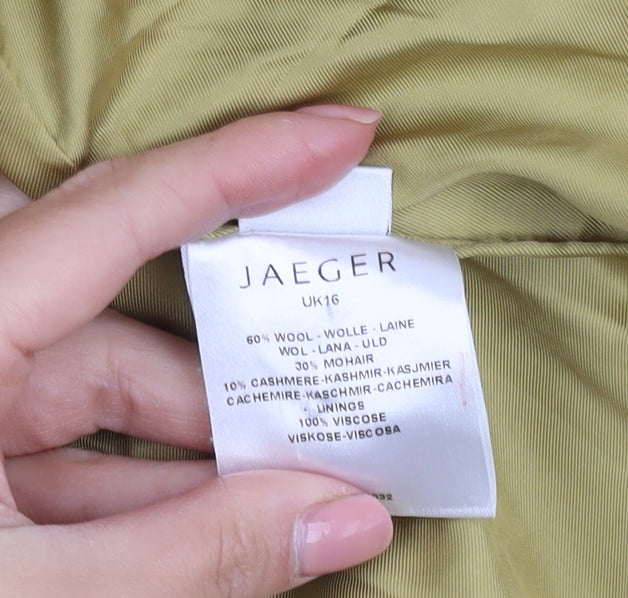 JAEGER
UK16
60% WOOL - WOLLE - LAINE
WOL - LANA - ULD
30% MOHAIR
10% CASHMERE-KASHMIR-KASJMIER
CACHEMIRE-KASCHMIR-CACHEMIRA
LININGS
100% VISCOSE
VISKOSE-VISCOSA